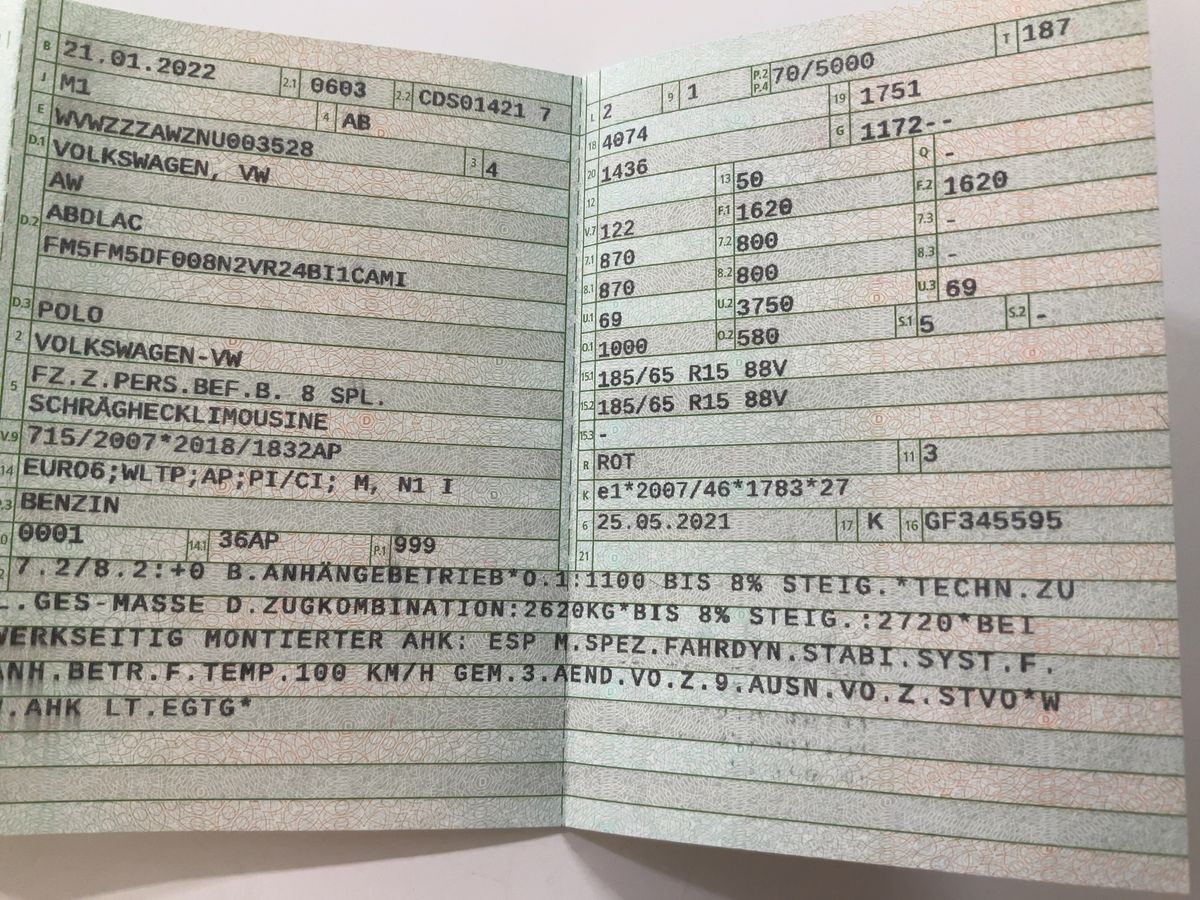 B 21.01.2022 2.1 0603 2.2 CDS01421 7
J M1 4 AB
E WVWZZZAWZNU003528 3 4
D.1 VOLKSWAGEN, VW
AW
D.2 ABDLAC
FM5FM5DF008N2VR24BI1CAMI
D.3 POLO
2 VOLKSWAGEN-VW
5 FZ.Z.PERS.BEF.B. 8 SPL.
SCHRÄGHECKLIMOUSINE
V.9 715/2007*2018/1832AP
14 EURO6;WLTP;AP;PI/CI; M, N1 I
P.3 BENZIN
10 0001 14.1 36AP P.1 999
L 2 9 1 P.2 P.4 70/5000 T 187
18 4074 19 1751
20 1436 G 1172--
12 13 50 Q -
V.7 122 F.1 1620 F.2 1620
7.1 870 7.2 800 7.3 -
8.1 870 8.2 800 8.3 -
U.1 69 U.2 3750 U.3 69
O.1 1000 O.2 580 S.1 5 S.2 -
15.1 185/65 R15 88V
15.2 185/65 R15 88V
15.3 -
R ROT 11 3
K e1*2007/46*1783*27
6 25.05.2021 17 K 16 GF345595
21
7.2/8.2:+0 B.ANHÄNGEBETRIEB*O.1:1100 BIS 8% STEIG.*TECHN.ZU
L.GES-MASSE D.ZUGKOMBINATION:2620KG*BIS 8% STEIG.:2720*BEI
WERKSEITIG MONTIERTER AHK: ESP M.SPEZ.FAHRDYN.STABI.SYST.F.
ANH.BETR.F.TEMP.100 KM/H GEM.3.AEND.VO.Z.9.AUSN.VO.Z.STVO*W
.AHK LT.EGTG*